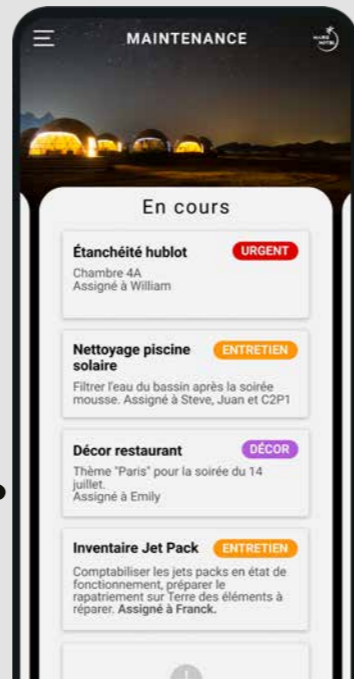 MAINTENANCE
MARS
HOTEL
En cours
Étanchéité hublot
URGENT
Chambre 4A
Assigné à William
Nettoyage piscine
solaire
ENTRETIEN
Filtrer l'eau du bassin après la soirée
mousse. Assigné à Steve, Juan et C2P1
Décor restaurant
DÉCOR
Thème "Paris" pour la soirée du 14
juillet.
Assigné à Emily
Inventaire Jet Pack
ENTRETIEN
Comptabiliser les jets packs en état de
fonctionnement, préparer le
rapatriement sur Terre des éléments à
réparer. Assigné à Franck.